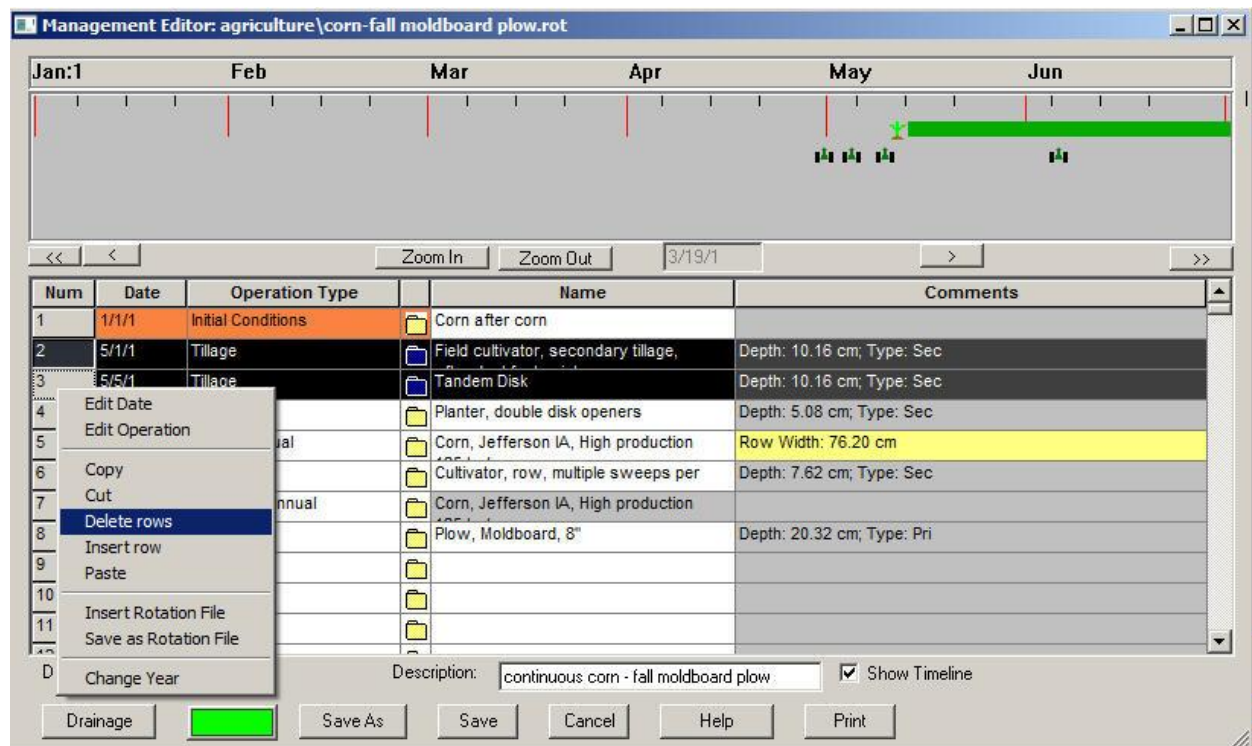 Management Editor: agriculture\corn-fall moldboard plow.rot
Jan:1 Feb Mar Apr May Jun
<< < Zoom In Zoom Out 3/19/1 > >>
Num Date Operation Type Name Comments
1 1/1/1 Initial Conditions Corn after corn
2 5/1/1 Tillage Field cultivator, secondary tillage, Depth: 10.16 cm; Type: Sec
3 5/5/1 Tillage Tandem Disk Depth: 10.16 cm; Type: Sec
4 Planter, double disk openers Depth: 5.08 cm; Type: Sec
5 Corn, Jefferson IA, High production Row Width: 76.20 cm
6 Cultivator, row, multiple sweeps per Depth: 7.62 cm; Type: Sec
7 Corn, Jefferson IA, High production
8 Plow, Moldboard, 8" Depth: 20.32 cm; Type: Pri
9
10
11
Edit Date
Edit Operation
Copy
Cut
Delete rows
Insert row
Paste
Insert Rotation File
Save as Rotation File
Change Year
Description: continuous corn - fall moldboard plow Show Timeline
Drainage Save As Save Cancel Help Print